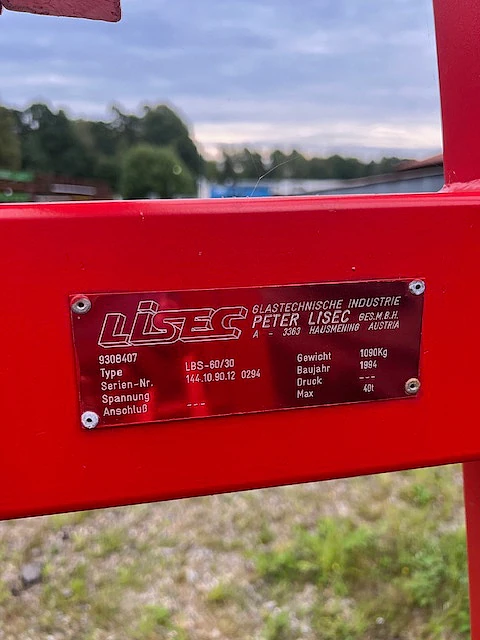 LISEC
GLASTECHNISCHE INDUSTRIE
PETER LISEC GES.M.B.H.
A - 3363 HAUSMENING AUSTRIA
930B407
Type LBS-60/30
Serien-Nr. 144.10.90.12 0294
Spannung
Anschluß ---
Gewicht 1090Kg
Baujahr 1994
Druck ---
Max 40t